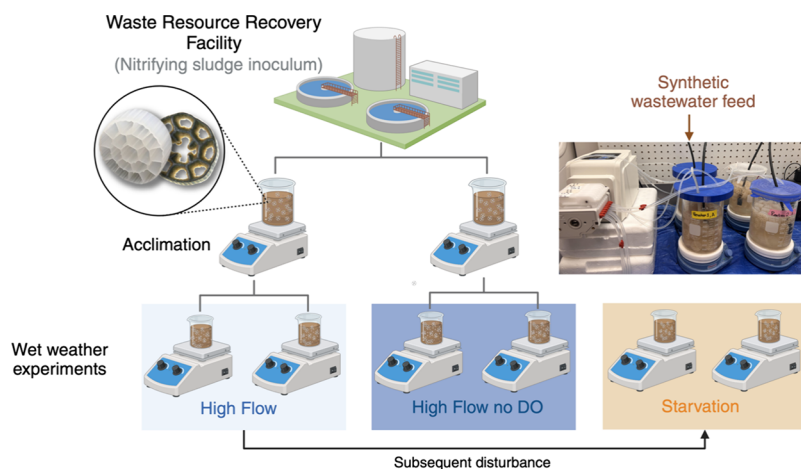 Waste Resource Recovery
Facility
(Nitrifying sludge inoculum)
Synthetic
wastewater feed
Acclimation
Wet weather
experiments
High Flow
High Flow no DO
Starvation
Subsequent disturbance